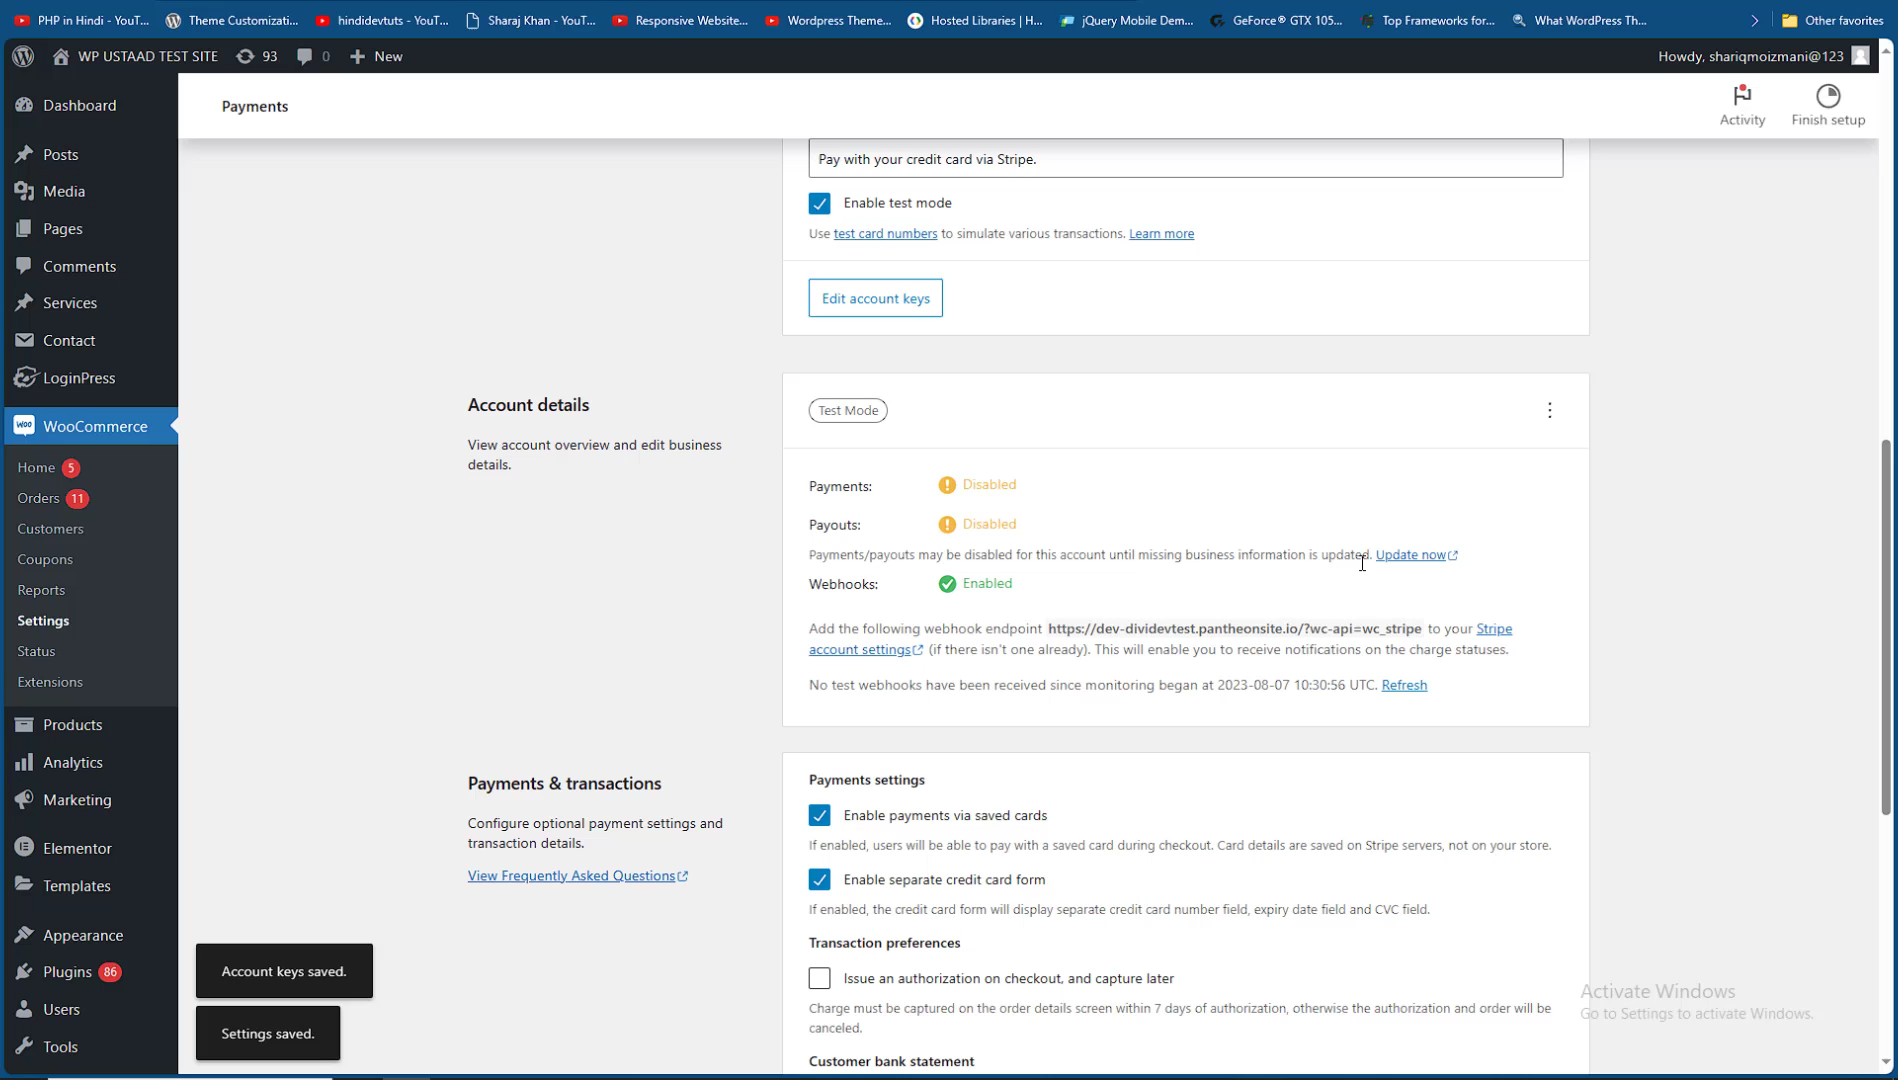 PHP in Hindi - YouT...
Theme Customizati...
hindidevtuts - YouT...
Sharaj Khan - YouT...
Responsive Website...
Wordpress Theme...
Hosted Libraries | H...
jQuery Mobile Dem...
GeForce® GTX 105...
Top Frameworks for...
What WordPress Th...
Other favorites
WP USTAAD TEST SITE
93
0
New
Howdy, shariqmoizmani@123
Dashboard
Posts
Media
Pages
Comments
Services
Contact
LoginPress
Woo
WooCommerce
Home 5
Orders 11
Customers
Coupons
Reports
Settings
Status
Extensions
Products
Analytics
Marketing
Elementor
Templates
Appearance
Plugins 86
Users
Tools
Payments
Activity
Finish setup
Pay with your credit card via Stripe.
Enable test mode
Use test card numbers to simulate various transactions. Learn more
Edit account keys
Account details
View account overview and edit business
details.
Test Mode
Payments: Disabled
Payouts: Disabled
Payments/payouts may be disabled for this account until missing business information is updated. Update now
Webhooks: Enabled
Add the following webhook endpoint https://dev-dividevtest.pantheonsite.io/?wc-api=wc_stripe to your Stripe
account settings (if there isn't one already). This will enable you to receive notifications on the charge statuses.
No test webhooks have been received since monitoring began at 2023-08-07 10:30:56 UTC. Refresh
Payments & transactions
Configure optional payment settings and
transaction details.
View Frequently Asked Questions
Payments settings
Enable payments via saved cards
If enabled, users will be able to pay with a saved card during checkout. Card details are saved on Stripe servers, not on your store.
Enable separate credit card form
If enabled, the credit card form will display separate credit card number field, expiry date field and CVC field.
Transaction preferences
Issue an authorization on checkout, and capture later
Charge must be captured on the order details screen within 7 days of authorization, otherwise the authorization and order will be
canceled.
Customer bank statement
Account keys saved.
Settings saved.
Activate Windows
Go to Settings to activate Windows.